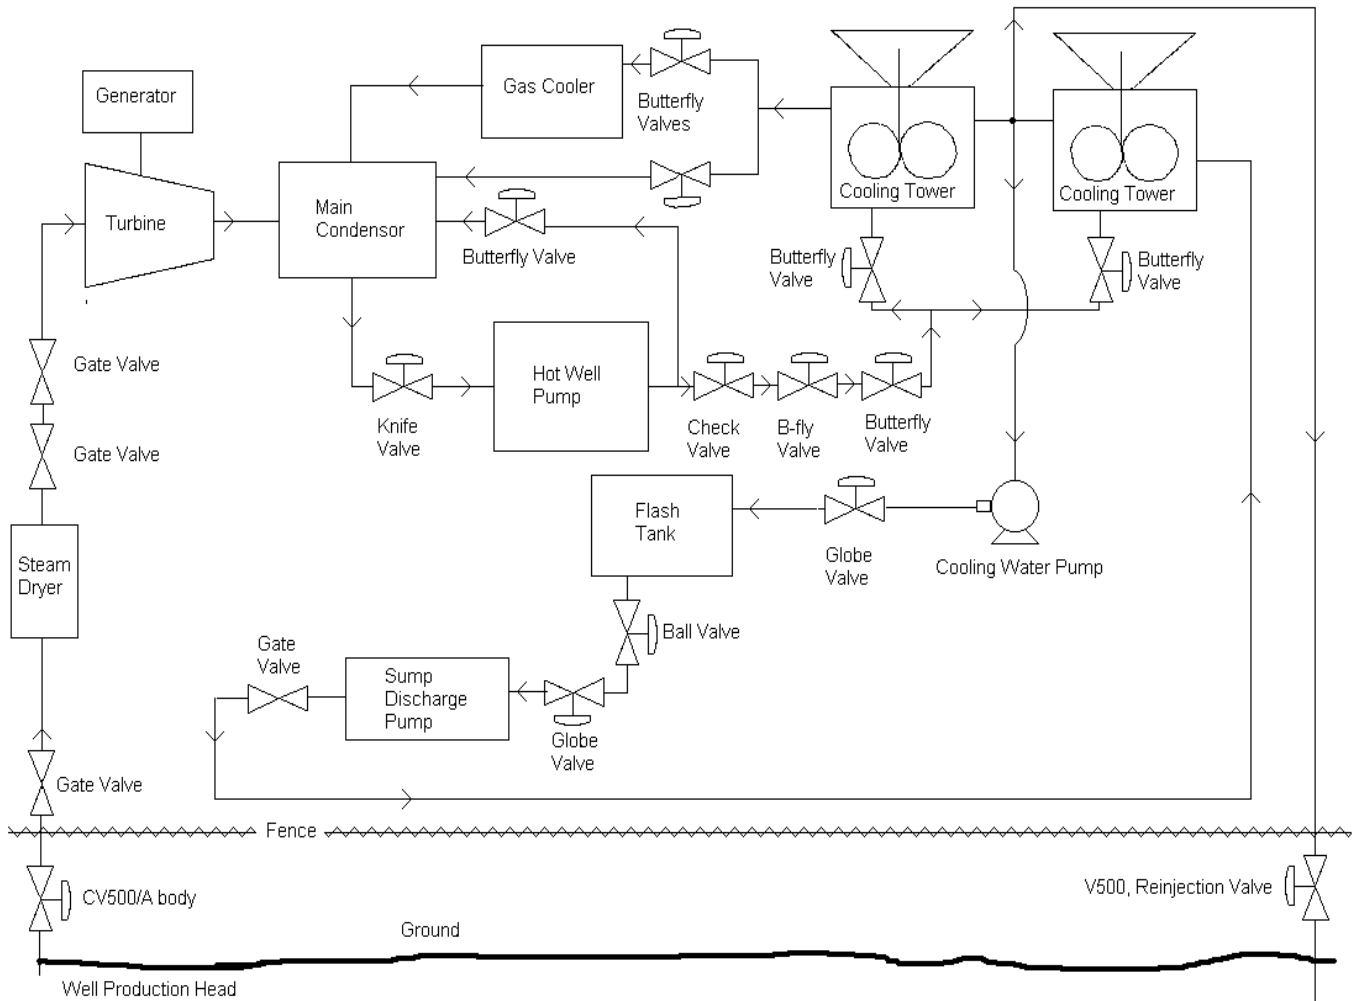 Generator
Gas Cooler
Butterfly
Valves
Cooling Tower
Cooling Tower
Turbine
Main
Condensor
Butterfly Valve
Butterfly
Valve
Butterfly
Valve
Gate Valve
Gate Valve
Knife
Valve
Hot Well
Pump
Check
Valve
B-fly
Valve
Butterfly
Valve
Steam
Dryer
Flash
Tank
Globe
Valve
Cooling Water Pump
Ball Valve
Gate
Valve
Sump
Discharge
Pump
Globe
Valve
Gate Valve
Fence
CV500/A body
V500, Reinjection Valve
Ground
Well Production Head